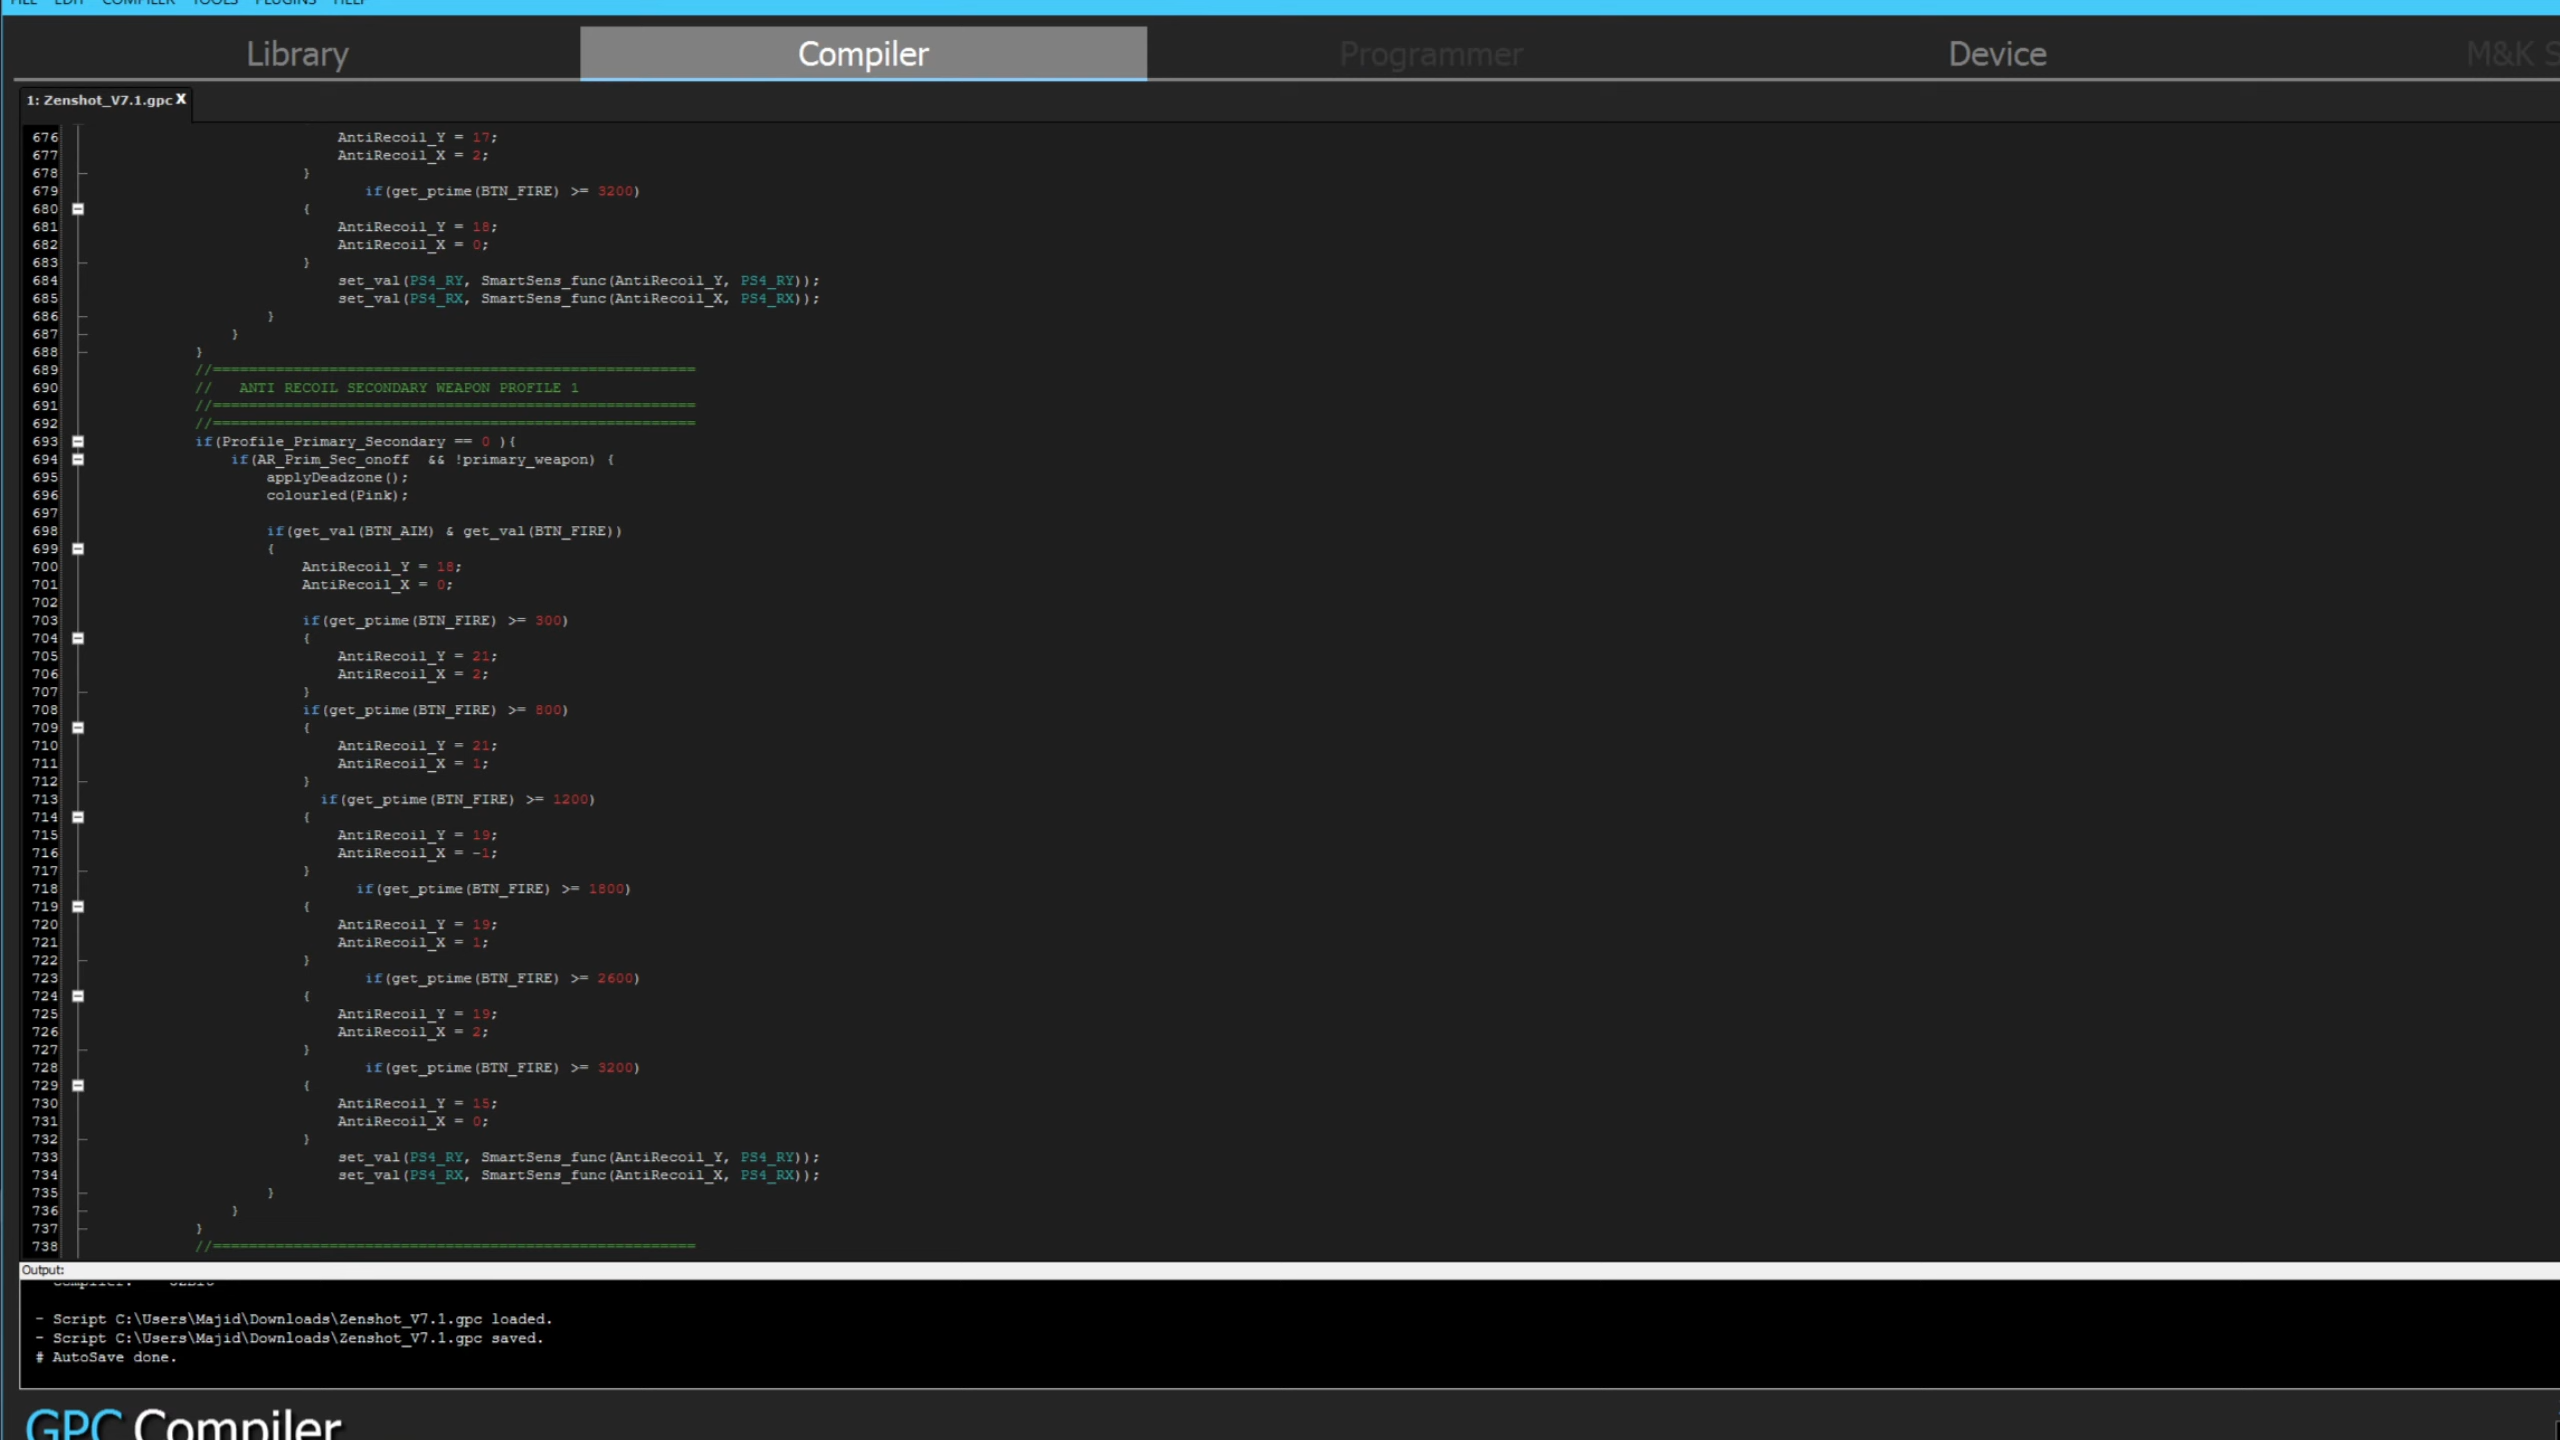 FILE EDIT COMPILER TOOLS PLUGINS HELP
Library Compiler Programmer Device M&K S
1: Zenshot_V7.1.gpc X
676 AntiRecoil_Y = 17;
677 AntiRecoil_X = 2;
678 }
679 if(get_ptime(BTN_FIRE) >= 3200)
680 {
681 AntiRecoil_Y = 18;
682 AntiRecoil_X = 0;
683 }
684 set_val(PS4_RY, SmartSens_func(AntiRecoil_Y, PS4_RY));
685 set_val(PS4_RX, SmartSens_func(AntiRecoil_X, PS4_RX));
686 }
687 }
688 }
689 //======================================================
690 // ANTI RECOIL SECONDARY WEAPON PROFILE 1
691 //======================================================
692 //======================================================
693 if(Profile_Primary_Secondary == 0 ){
694 if(AR_Prim_Sec_onoff && !primary_weapon) {
695 applyDeadzone();
696 colourled(Pink);
697
698 if(get_val(BTN_AIM) & get_val(BTN_FIRE))
699 {
700 AntiRecoil_Y = 18;
701 AntiRecoil_X = 0;
702
703 if(get_ptime(BTN_FIRE) >= 300)
704 {
705 AntiRecoil_Y = 21;
706 AntiRecoil_X = 2;
707 }
708 if(get_ptime(BTN_FIRE) >= 800)
709 {
710 AntiRecoil_Y = 21;
711 AntiRecoil_X = 1;
712 }
713 if(get_ptime(BTN_FIRE) >= 1200)
714 {
715 AntiRecoil_Y = 19;
716 AntiRecoil_X = -1;
717 }
718 if(get_ptime(BTN_FIRE) >= 1800)
719 {
720 AntiRecoil_Y = 19;
721 AntiRecoil_X = 1;
722 }
723 if(get_ptime(BTN_FIRE) >= 2600)
724 {
725 AntiRecoil_Y = 19;
726 AntiRecoil_X = 2;
727 }
728 if(get_ptime(BTN_FIRE) >= 3200)
729 {
730 AntiRecoil_Y = 15;
731 AntiRecoil_X = 0;
732 }
733 set_val(PS4_RY, SmartSens_func(AntiRecoil_Y, PS4_RY));
734 set_val(PS4_RX, SmartSens_func(AntiRecoil_X, PS4_RX));
735 }
736 }
737 }
738 //======================================================
Output:
- Script C:\Users\Majid\Downloads\Zenshot_V7.1.gpc loaded.
- Script C:\Users\Majid\Downloads\Zenshot_V7.1.gpc saved.
# AutoSave done.
GPC Compiler